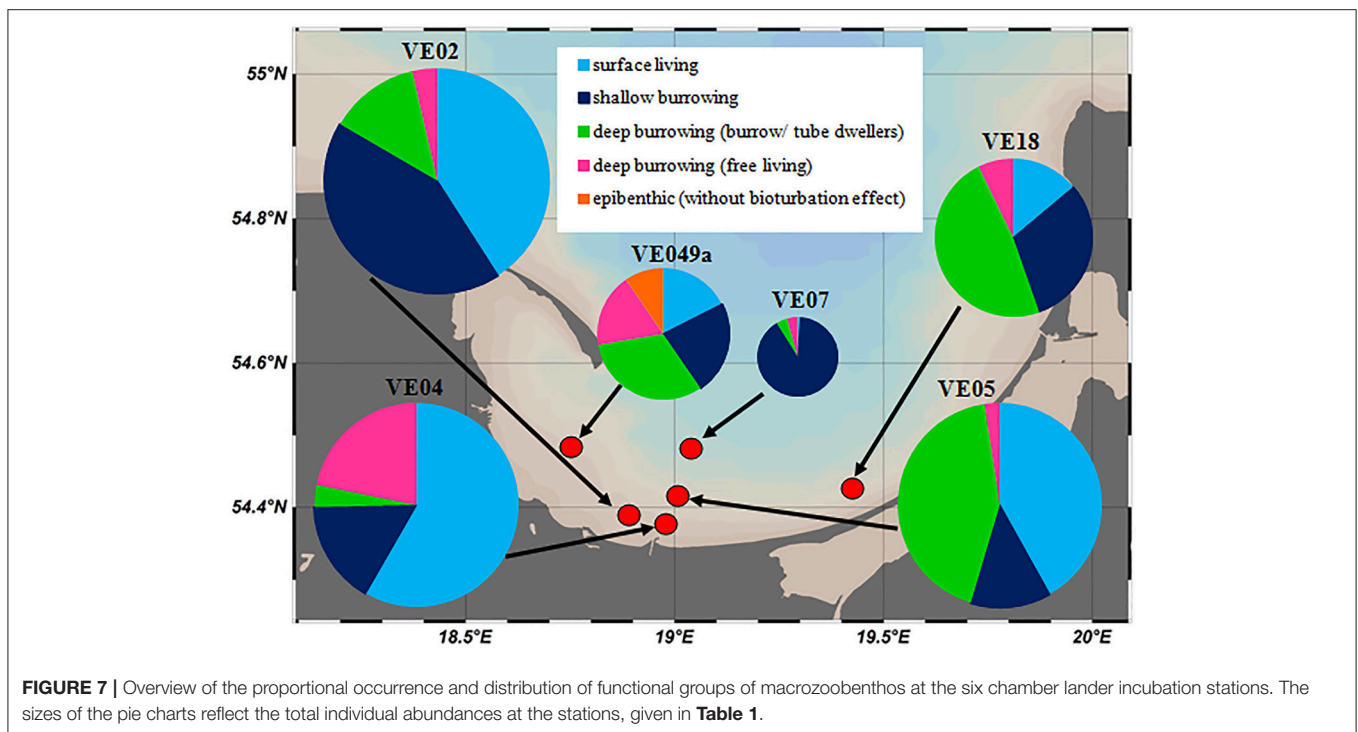 VE02
55°N
surface living
shallow burrowing
deep burrowing (burrow/ tube dwellers)
deep burrowing (free living)
epibenthic (without bioturbation effect)
VE18
54.8°N
VE049a
VE07
54.6°N
VE04
VE05
54.4°N
18.5°E
19°E
19.5°E
20°E
FIGURE 7 | Overview of the proportional occurrence and distribution of functional groups of macrozoobenthos at the six chamber lander incubation stations. The
sizes of the pie charts reflect the total individual abundances at the stations, given in Table 1.